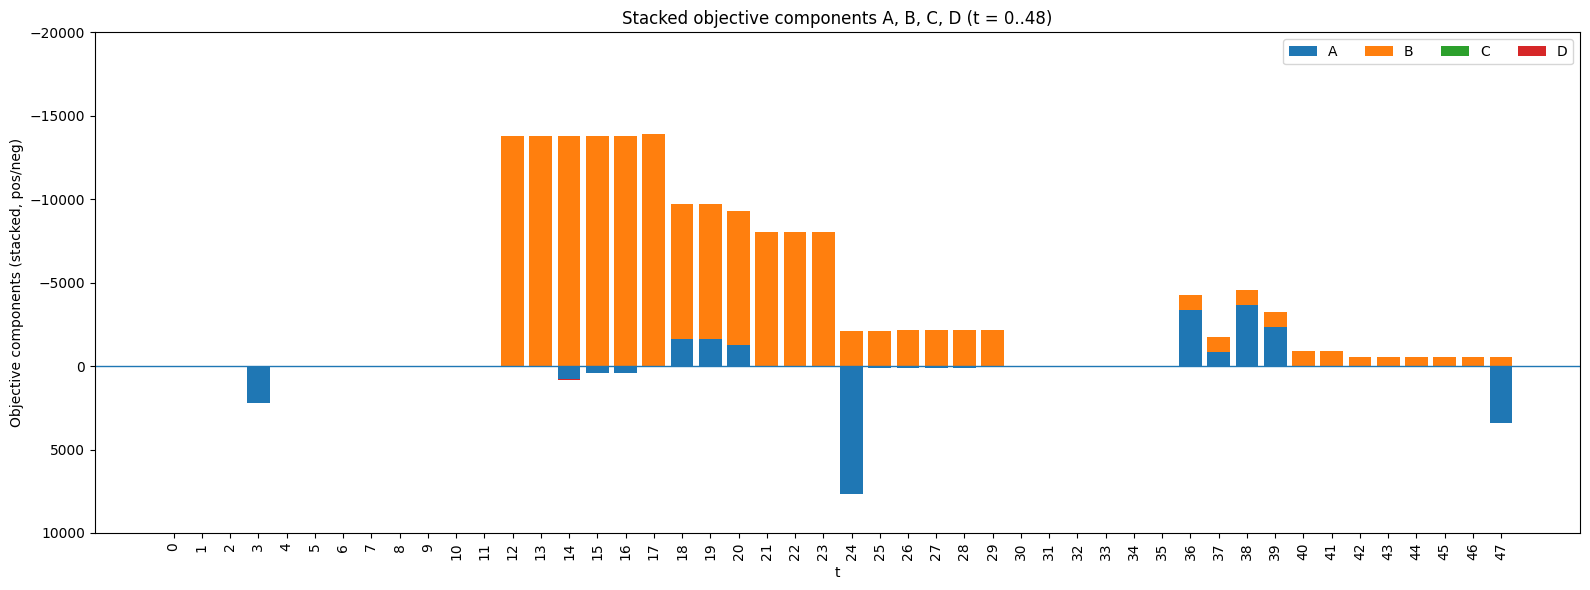 Stacked objective components A, B, C, D (t = 0..48)
A B C D
Objective components (stacked, pos/neg)
−20000
−15000
−10000
−5000
0
5000
10000
0 1 2 3 4 5 6 7 8 9 10 11 12 13 14 15 16 17 18 19 20 21 22 23 24 25 26 27 28 29 30 31 32 33 34 35 36 37 38 39 40 41 42 43 44 45 46 47
t